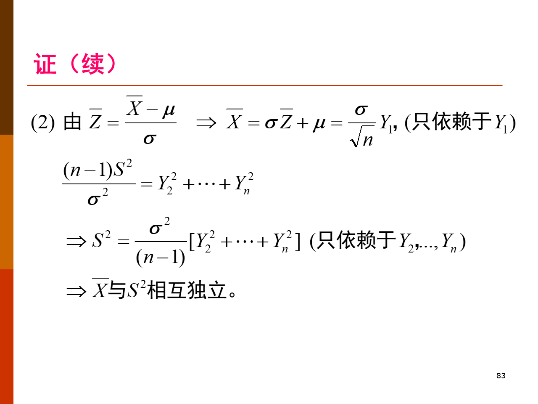 证（续）
(2) 由 Z̅ = (X̅ − μ)/σ ⇒ X̅ = σZ̅ + μ = σ/√n Y₁, (只依赖于Y₁)
(n−1)S²/σ² = Y₂² + ⋯ + Yₙ²
⇒ S² = σ²/(n−1) [Y₂² + ⋯ + Yₙ²] (只依赖于Y₂,..., Yₙ)
⇒ X̅与S²相互独立。
83